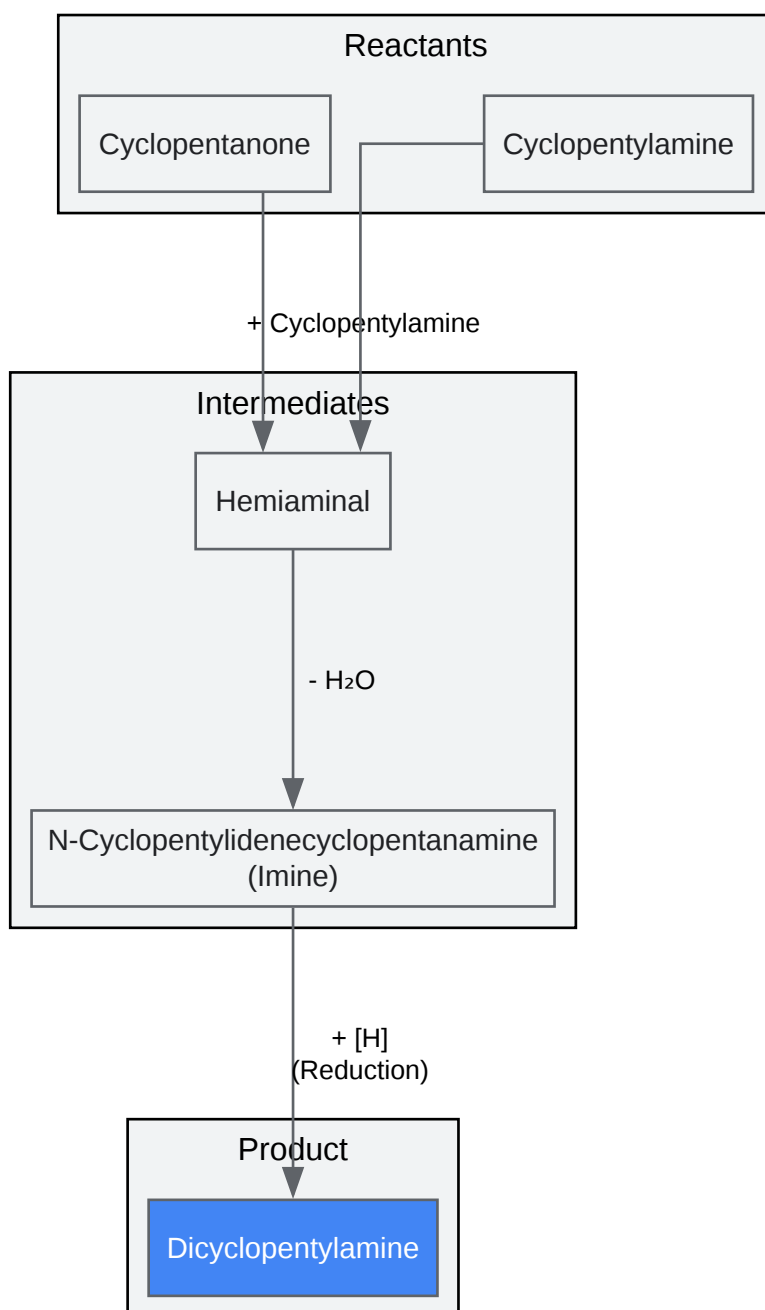 Reactants
Cyclopentanone
Cyclopentylamine
+ Cyclopentylamine
Intermediates
Hemiaminal
- H₂O
N-Cyclopentylidenecyclopentanamine
(Imine)
+ [H]
(Reduction)
Product
Dicyclopentylamine